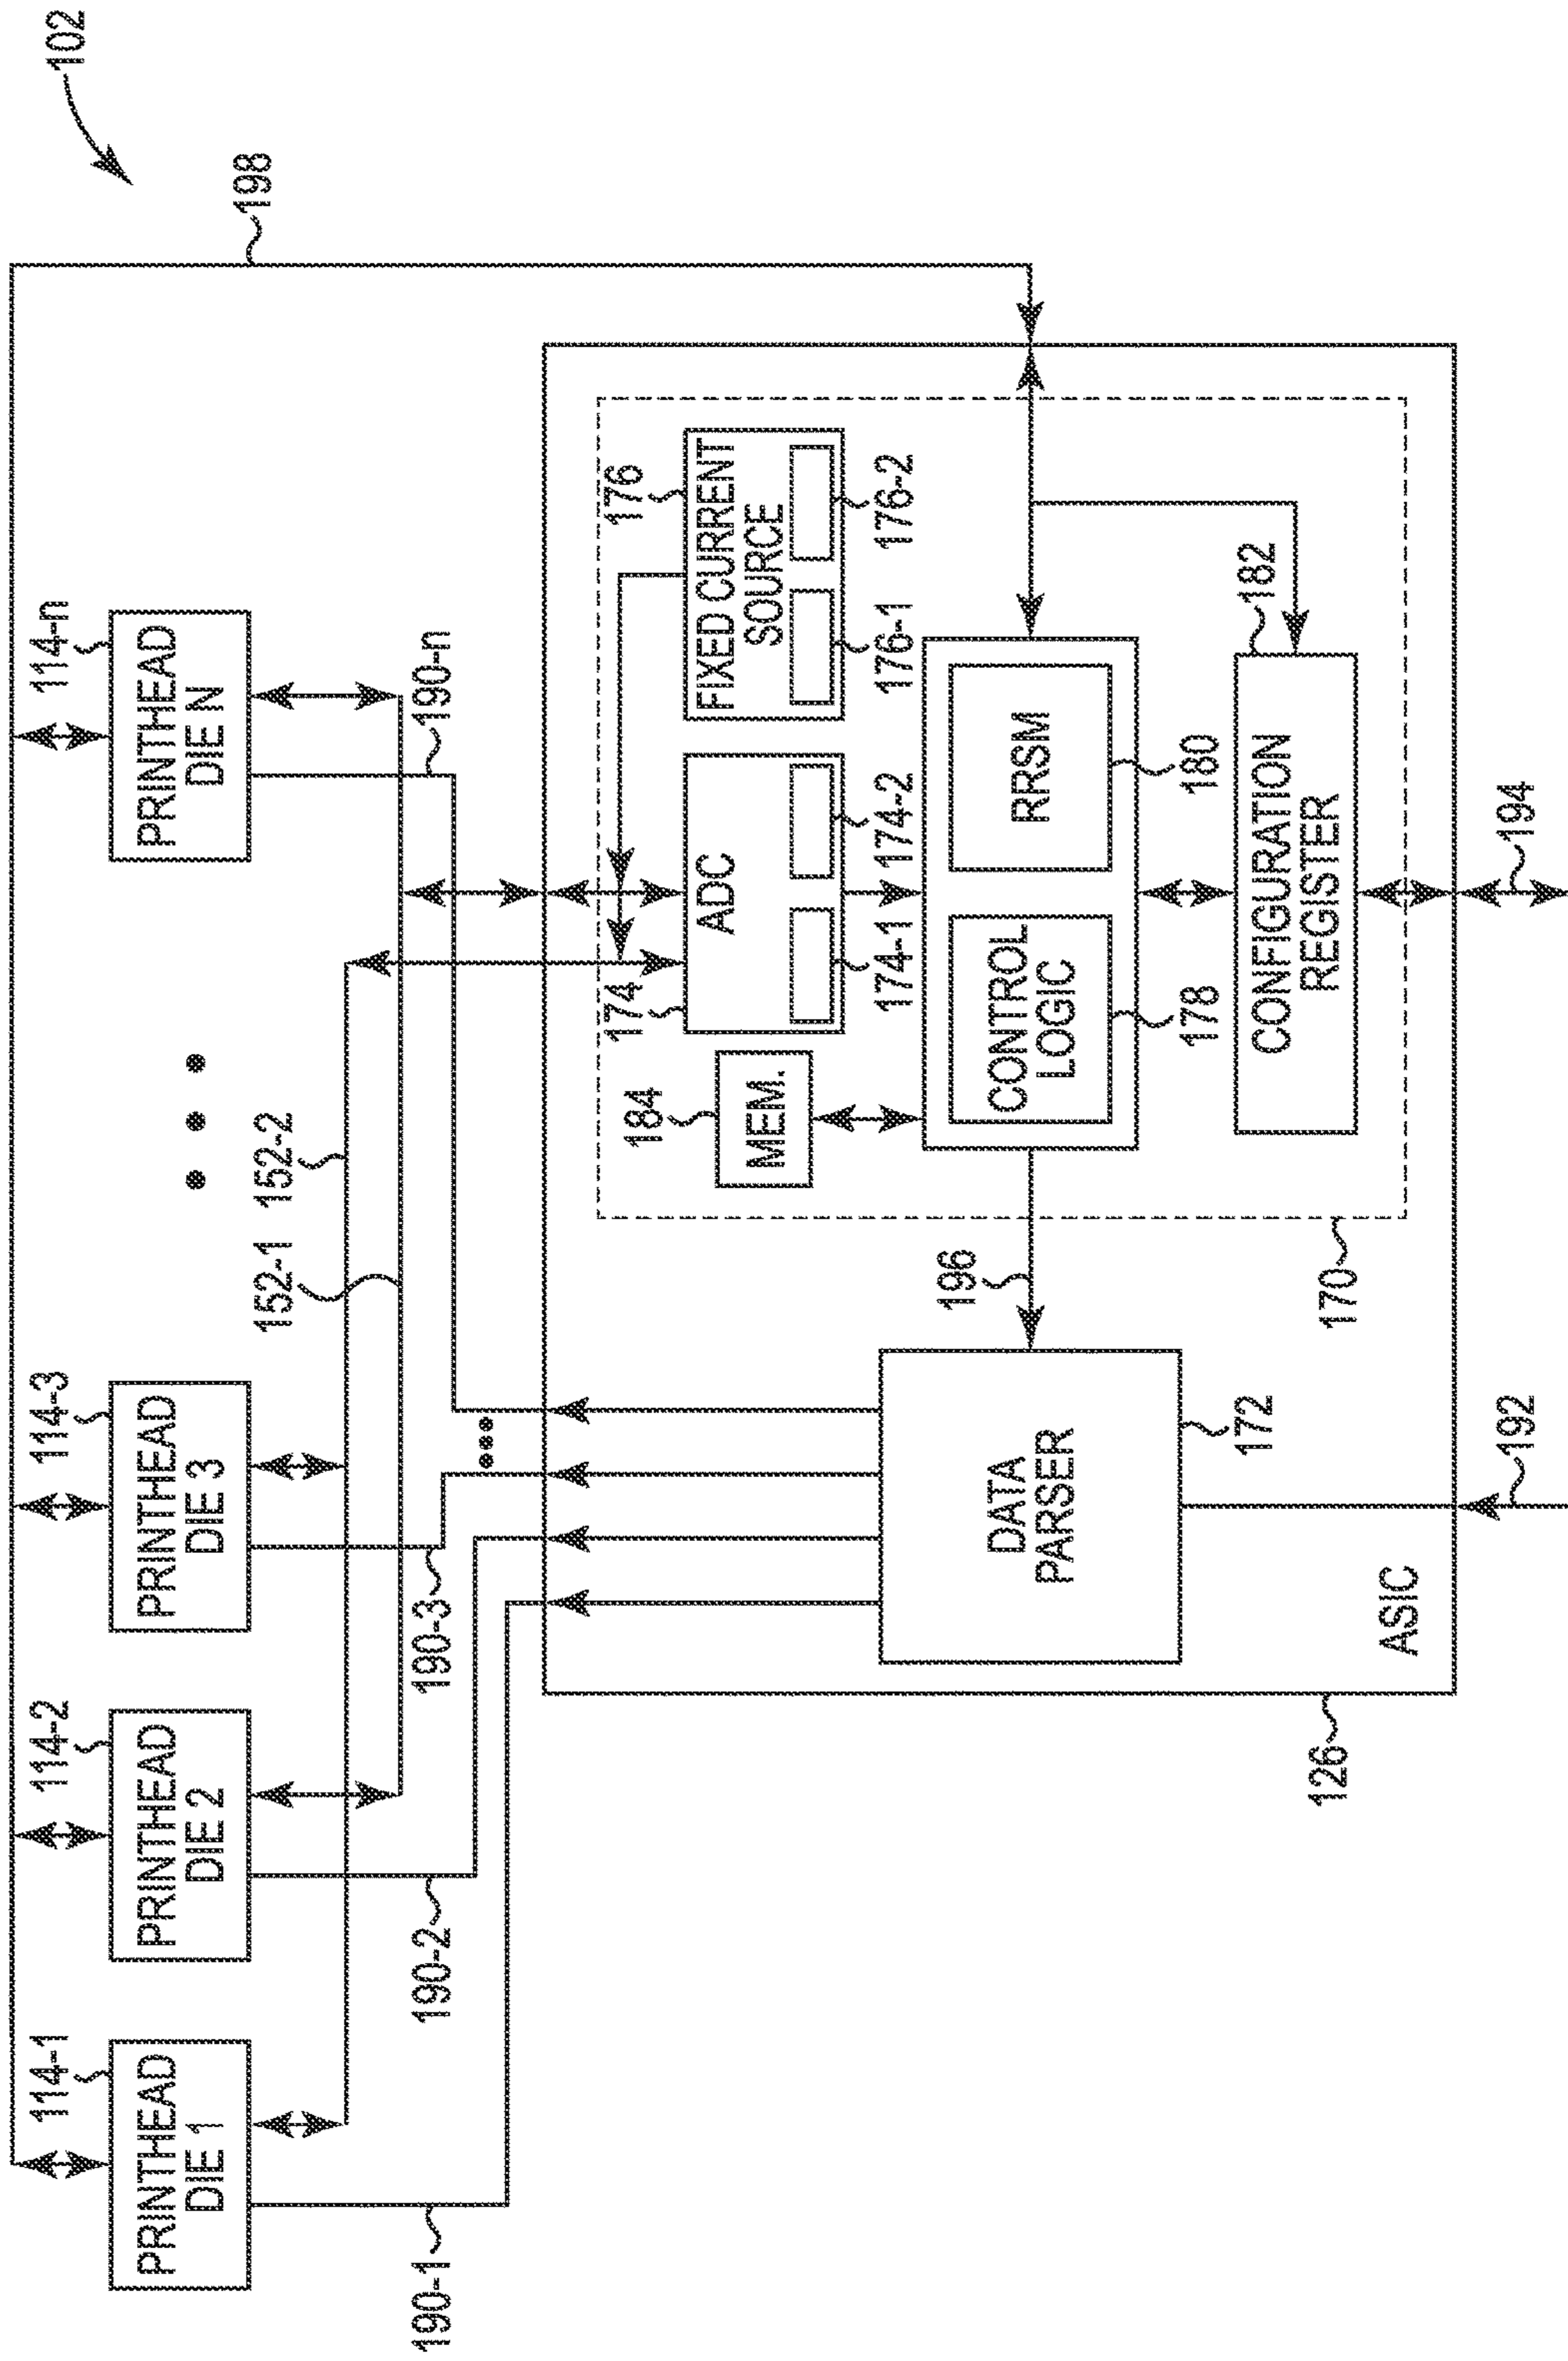 102
198
114-1
114-2
114-3
114-n
PRINTHEAD
DIE 1
PRINTHEAD
DIE 2
PRINTHEAD
DIE 3
PRINTHEAD
DIE N
152-1
152-2
190-1
190-2
190-3
190-n
184
MEM.
174
ADC
174-1
174-2
176
FIXED CURRENT
SOURCE
176-1
176-2
196
CONTROL
LOGIC
178
RRSM
180
DATA
PARSER
172
CONFIGURATION
REGISTER
182
170
ASIC
126
192
194